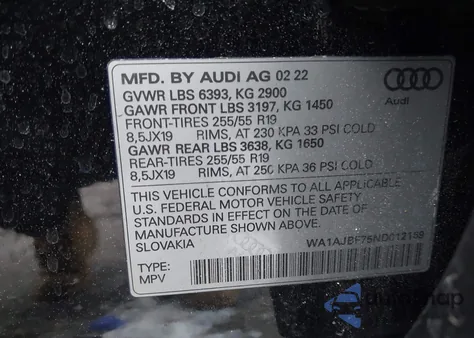 MFD. BY AUDI AG 02 22
GVWR LBS 6393, KG 2900
GAWR FRONT LBS 3197, KG 1450
FRONT-TIRES 255/55 R19
8,5JX19 RIMS, AT 230 KPA 33 PSI COLD
GAWR REAR LBS 3638, KG 1650
REAR-TIRES 255/55 R19
8,5JX19 RIMS, AT 250 KPA 36 PSI COLD
THIS VEHICLE CONFORMS TO ALL APPLICABLE
U.S. FEDERAL MOTOR VEHICLE SAFETY
STANDARDS IN EFFECT ON THE DATE OF
MANUFACTURE SHOWN ABOVE.
SLOVAKIA
TYPE:
MPV
Audi